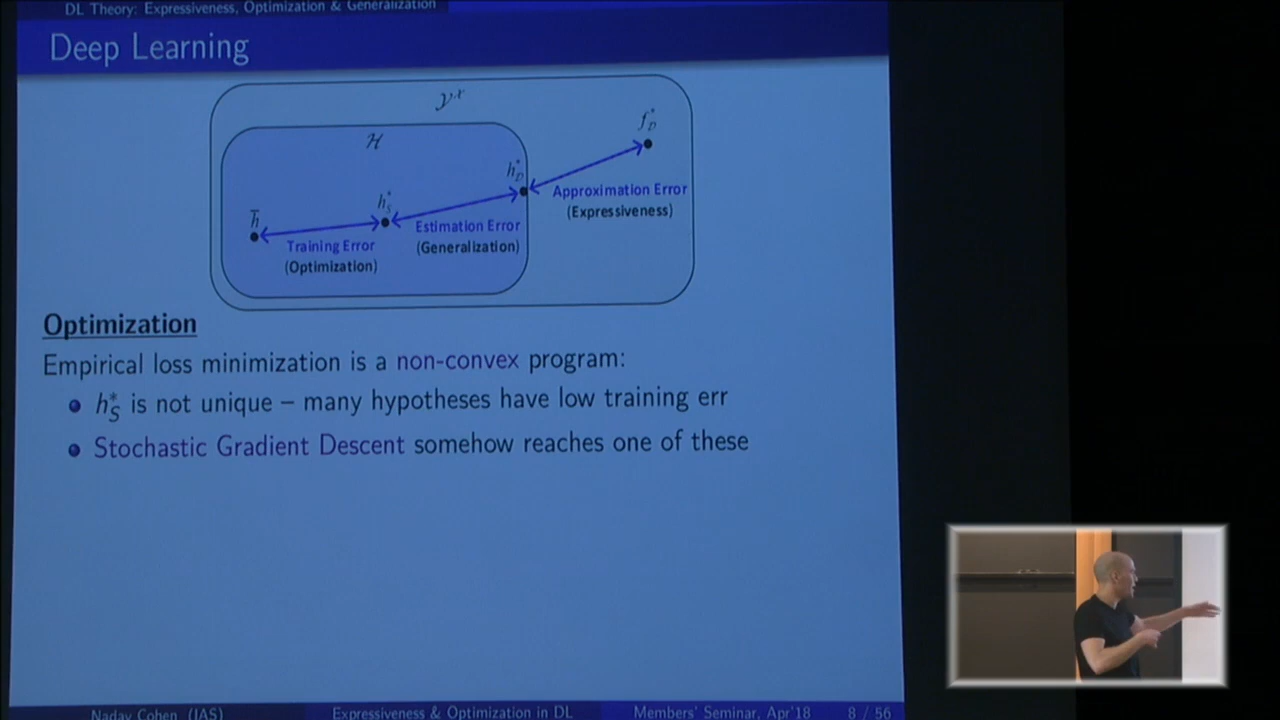 DL Theory: Expressiveness, Optimization & Generalization
Deep Learning
𝒴^𝒳
f*_D
ℋ
h*_D
h*_S
h̄
Approximation Error
(Expressiveness)
Estimation Error
(Generalization)
Training Error
(Optimization)
Optimization
Empirical loss minimization is a non-convex program:
h*_S is not unique – many hypotheses have low training err
Stochastic Gradient Descent somehow reaches one of these
Nadav Cohen (IAS) Expressiveness & Optimization in DL Members' Seminar, Apr'18 8 / 56